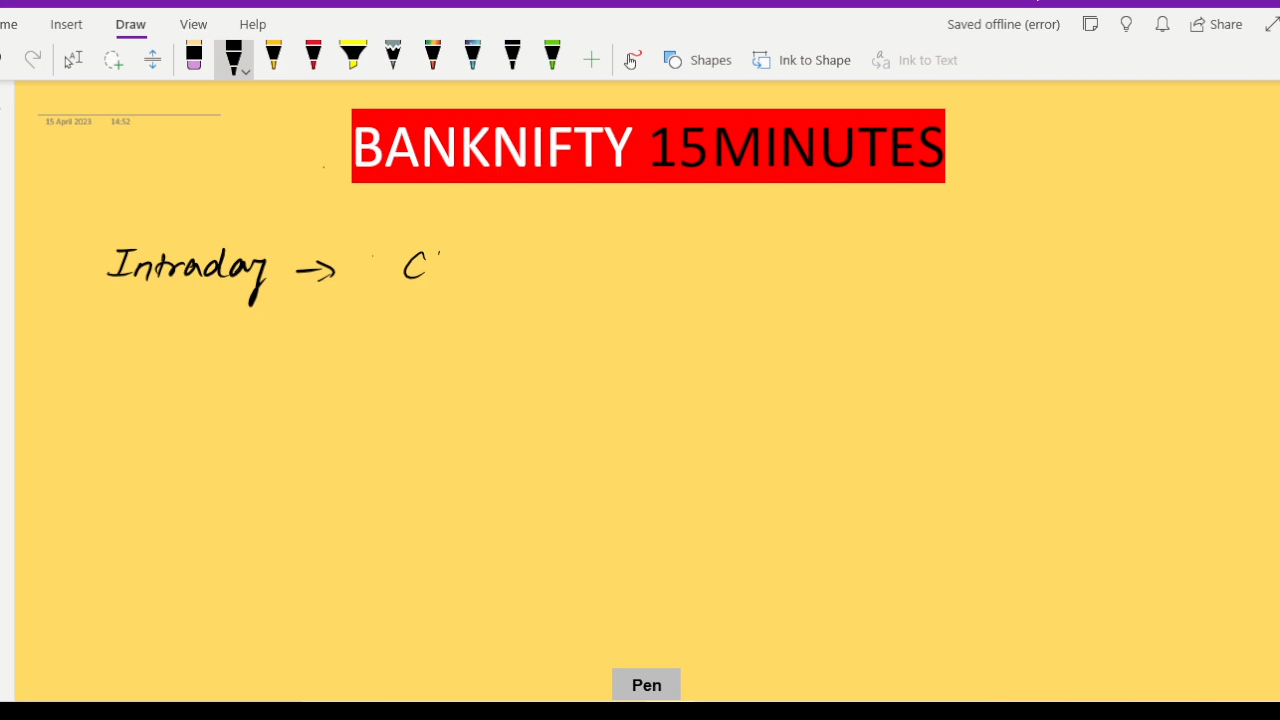 Insert Draw View Help Saved offline (error) Share
Shapes Ink to Shape Ink to Text
15 April 2023 14:52
BANKNIFTY 15MINUTES
Intraday → C
Pen